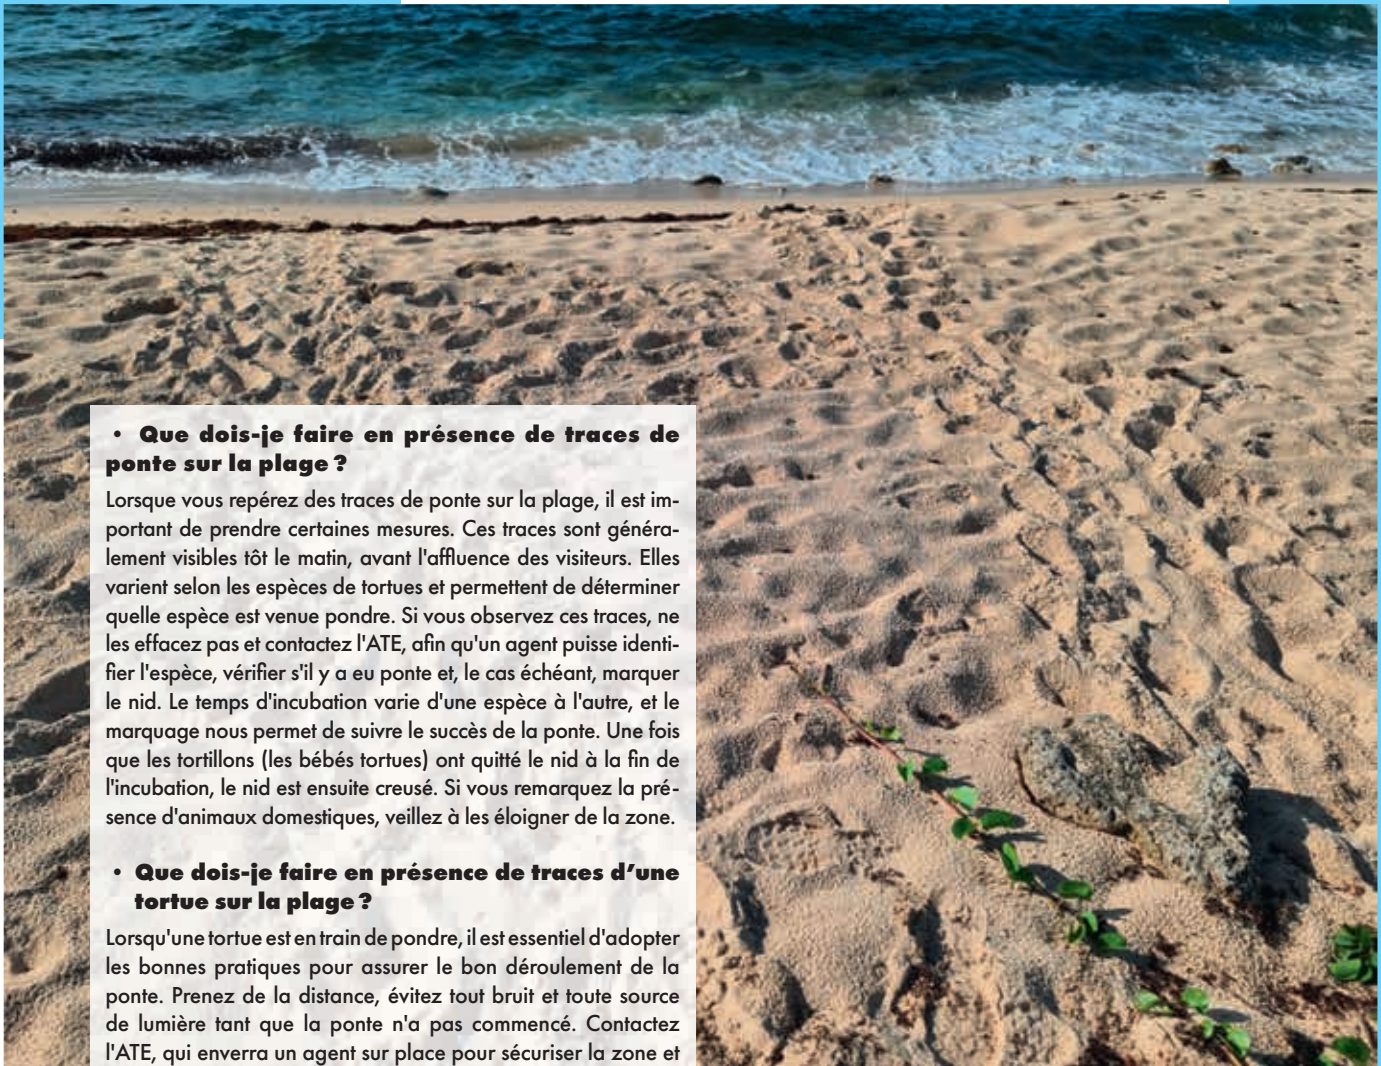 • Que dois-je faire en présence de traces de
ponte sur la plage ?
Lorsque vous repérez des traces de ponte sur la plage, il est im-
portant de prendre certaines mesures. Ces traces sont généra-
lement visibles tôt le matin, avant l'affluence des visiteurs. Elles
varient selon les espèces de tortues et permettent de déterminer
quelle espèce est venue pondre. Si vous observez ces traces, ne
les effacez pas et contactez l'ATE, afin qu'un agent puisse identi-
fier l'espèce, vérifier s'il y a eu ponte et, le cas échéant, marquer
le nid. Le temps d'incubation varie d'une espèce à l'autre, et le
marquage nous permet de suivre le succès de la ponte. Une fois
que les tortillons (les bébés tortues) ont quitté le nid à la fin de
l'incubation, le nid est ensuite creusé. Si vous remarquez la pré-
sence d'animaux domestiques, veillez à les éloigner de la zone.
• Que dois-je faire en présence de traces d’une
tortue sur la plage ?
Lorsqu'une tortue est en train de pondre, il est essentiel d'adopter
les bonnes pratiques pour assurer le bon déroulement de la
ponte. Prenez de la distance, évitez tout bruit et toute source
de lumière tant que la ponte n'a pas commencé. Contactez
l'ATE, qui enverra un agent sur place pour sécuriser la zone et